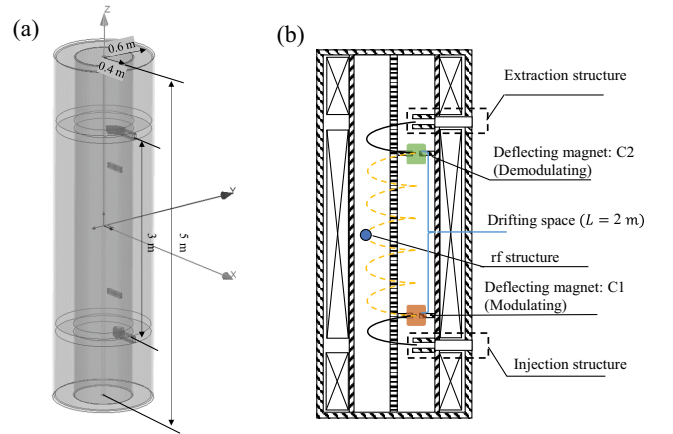 (a)
Z
0.6 m
0.4 m
Y
3 m
5 m
X
(b)
Extraction structure
Deflecting magnet: C2
(Demodulating)
Drifting space (L = 2 m)
rf structure
Deflecting magnet: C1
(Modulating)
Injection structure